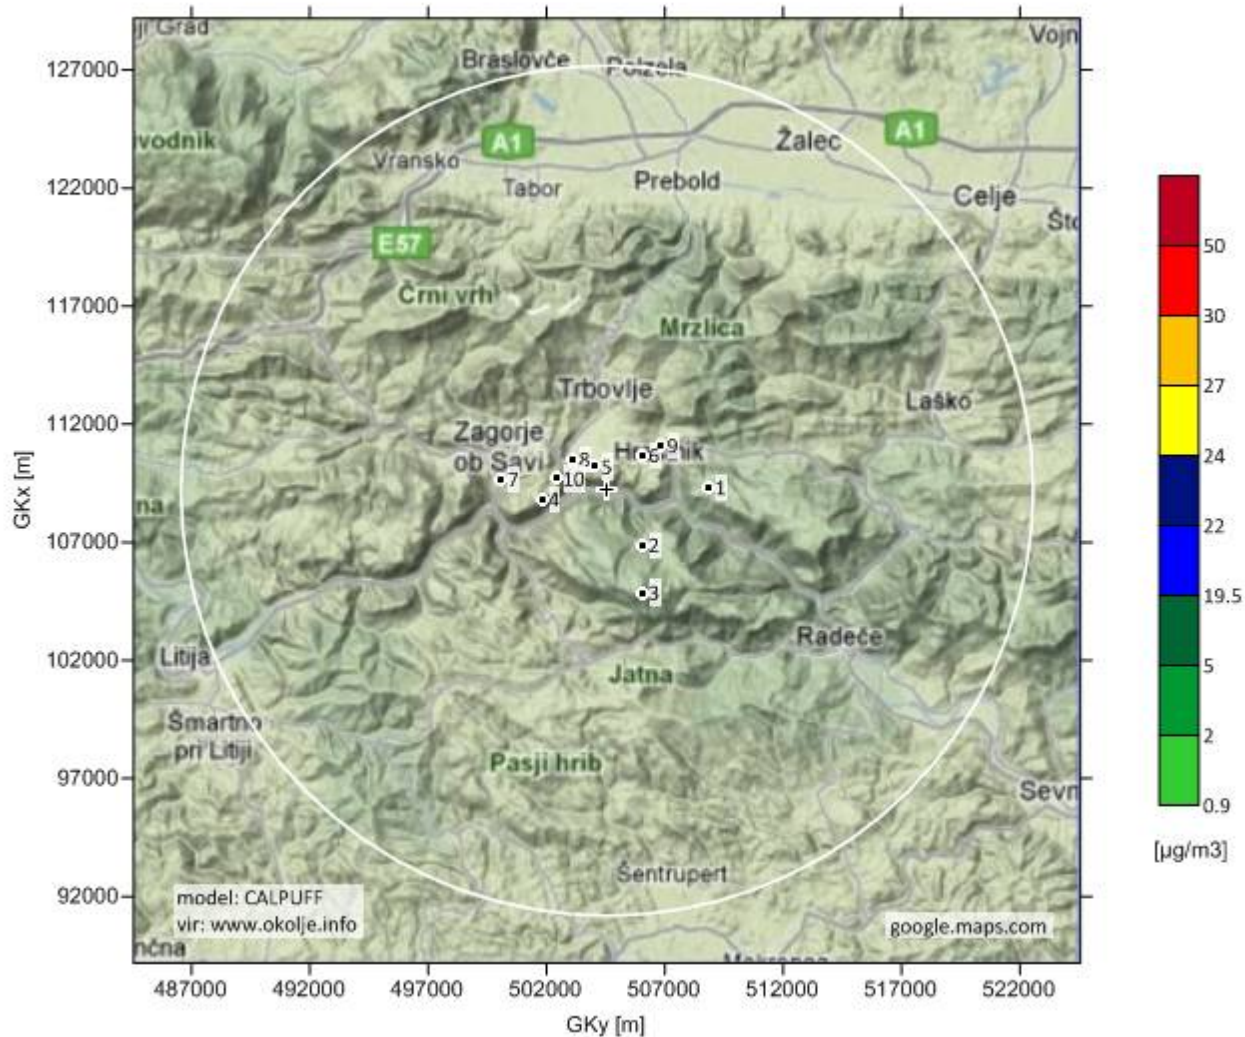 Braslovče
Polzela
127000
A1
Žalec
A1
Vransko
Tabor
Prebold
122000
Celje
E57
Črni vrh
117000
Mrzlica
50
30
27
24
22
19.5
5
2
0.9
[µg/m3]
Trbovlje
Laško
112000
Zagorje
ob Savi
9
6
8
5
10
7
1
4
GKx [m]
107000
2
3
Radeče
102000
Litija
Jatna
Šmartno
pri Litiji
Pasji hrib
97000
Šentrupert
92000
model: CALPUFF
vir: www.okolje.info
google.maps.com
487000 492000 497000 502000 507000 512000 517000 522000
GKy [m]